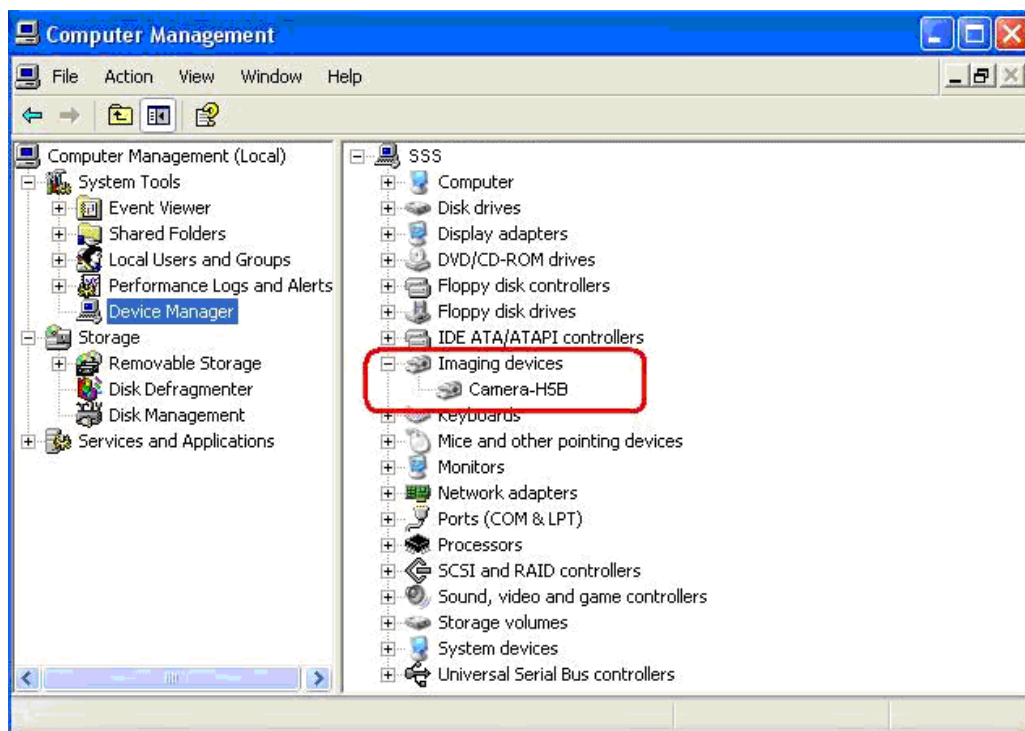 Computer Management
File Action View Window Help
Computer Management (Local)
System Tools
Event Viewer
Shared Folders
Local Users and Groups
Performance Logs and Alerts
Device Manager
Storage
Removable Storage
Disk Defragmenter
Disk Management
Services and Applications
SSS
Computer
Disk drives
Display adapters
DVD/CD-ROM drives
Floppy disk controllers
Floppy disk drives
IDE ATA/ATAPI controllers
Imaging devices
Camera-H5B
Keyboards
Mice and other pointing devices
Monitors
Network adapters
Ports (COM & LPT)
Processors
SCSI and RAID controllers
Sound, video and game controllers
Storage volumes
System devices
Universal Serial Bus controllers